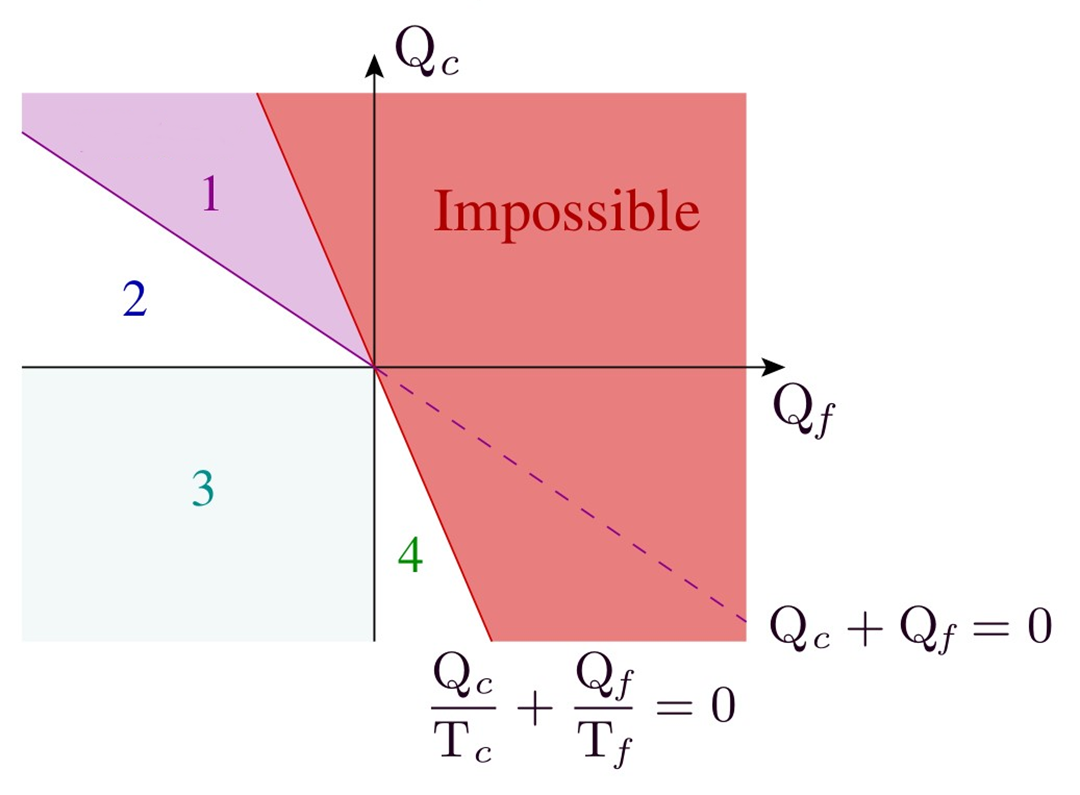 Q_c
1
Impossible
2
Q_f
3
4
Q_c + Q_f = 0
Q_c/T_c + Q_f/T_f = 0